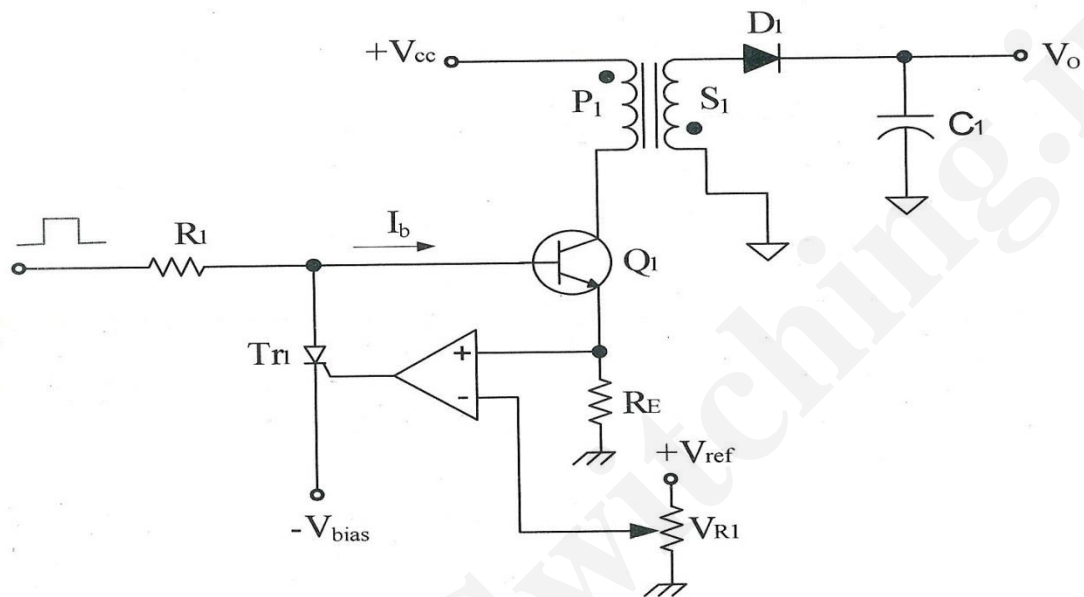 D1
+Vcc
Vo
P1
S1
C1
R1
Ib
Q1
Tr1
+
-
RE
+Vref
-Vbias
VR1